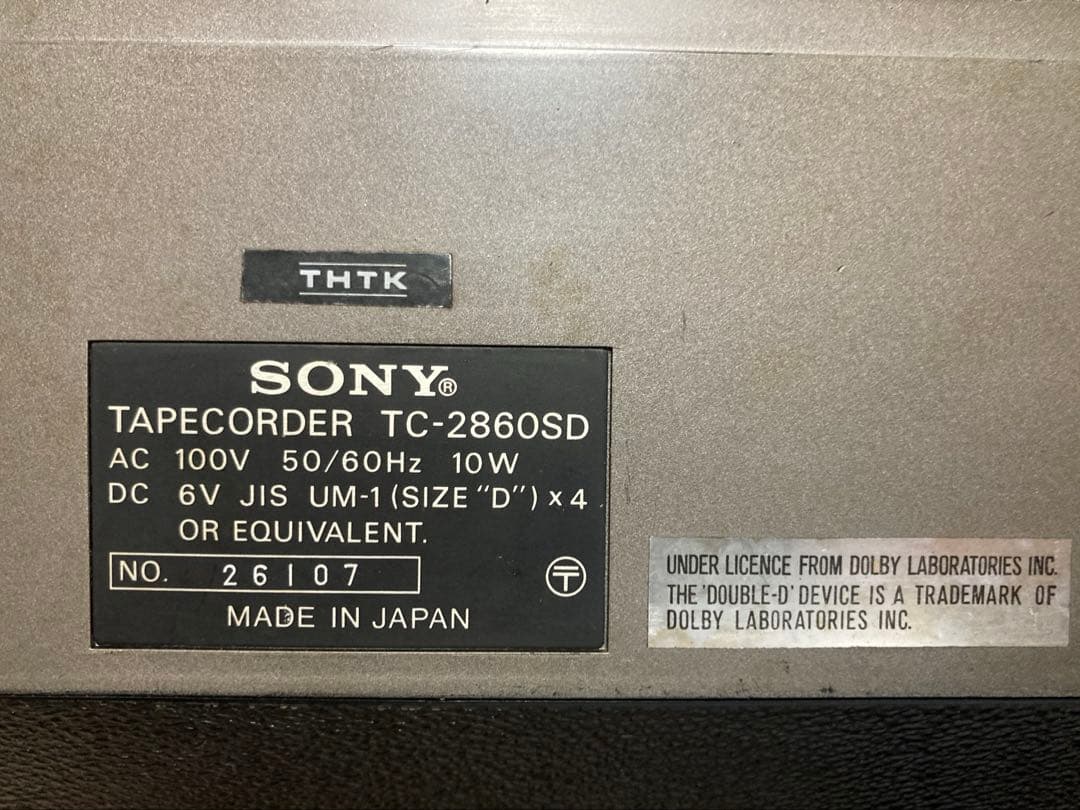 THTK
SONY®
TAPECORDER TC-2860SD
AC 100V 50/60Hz 10W
DC 6V JIS UM-1 (SIZE "D") x 4
OR EQUIVALENT.
NO. 26107
〶
MADE IN JAPAN
UNDER LICENCE FROM DOLBY LABORATORIES INC.
THE 'DOUBLE-D' DEVICE IS A TRADEMARK OF
DOLBY LABORATORIES INC.